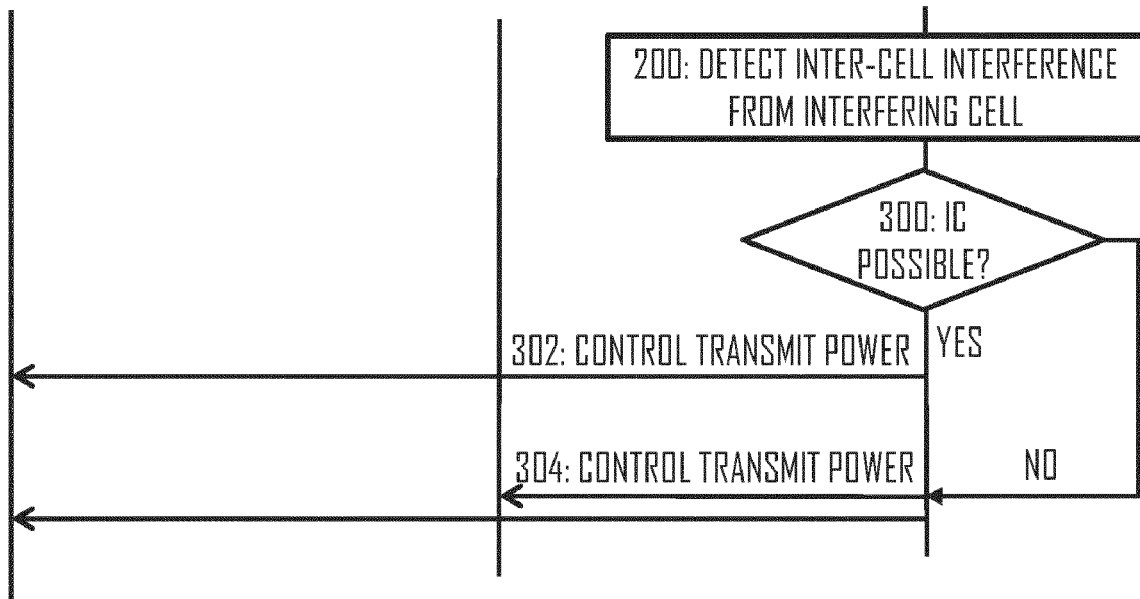 200: DETECT INTER-CELL INTERFERENCE
FROM INTERFERING CELL
300: IC
POSSIBLE?
YES
302: CONTROL TRANSMIT POWER
304: CONTROL TRANSMIT POWER
NO